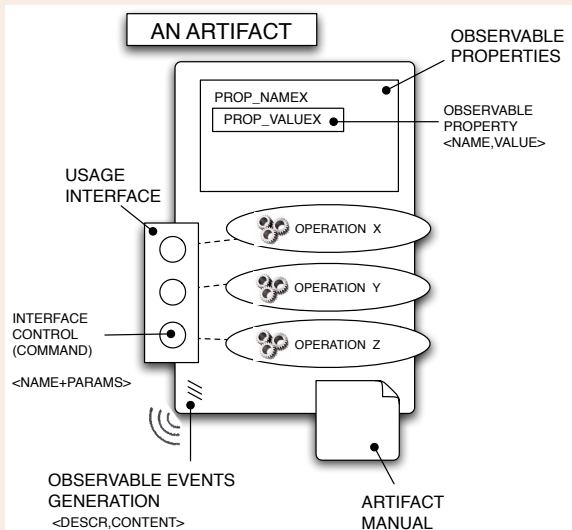 AN ARTIFACT
OBSERVABLE
PROPERTIES
PROP_NAMEX
PROP_VALUEX
OBSERVABLE
PROPERTY
<NAME,VALUE>
USAGE
INTERFACE
OPERATION X
OPERATION Y
INTERFACE
CONTROL
(COMMAND)
<NAME+PARAMS>
OPERATION Z
OBSERVABLE EVENTS
GENERATION
<DESCR,CONTENT>
ARTIFACT
MANUAL